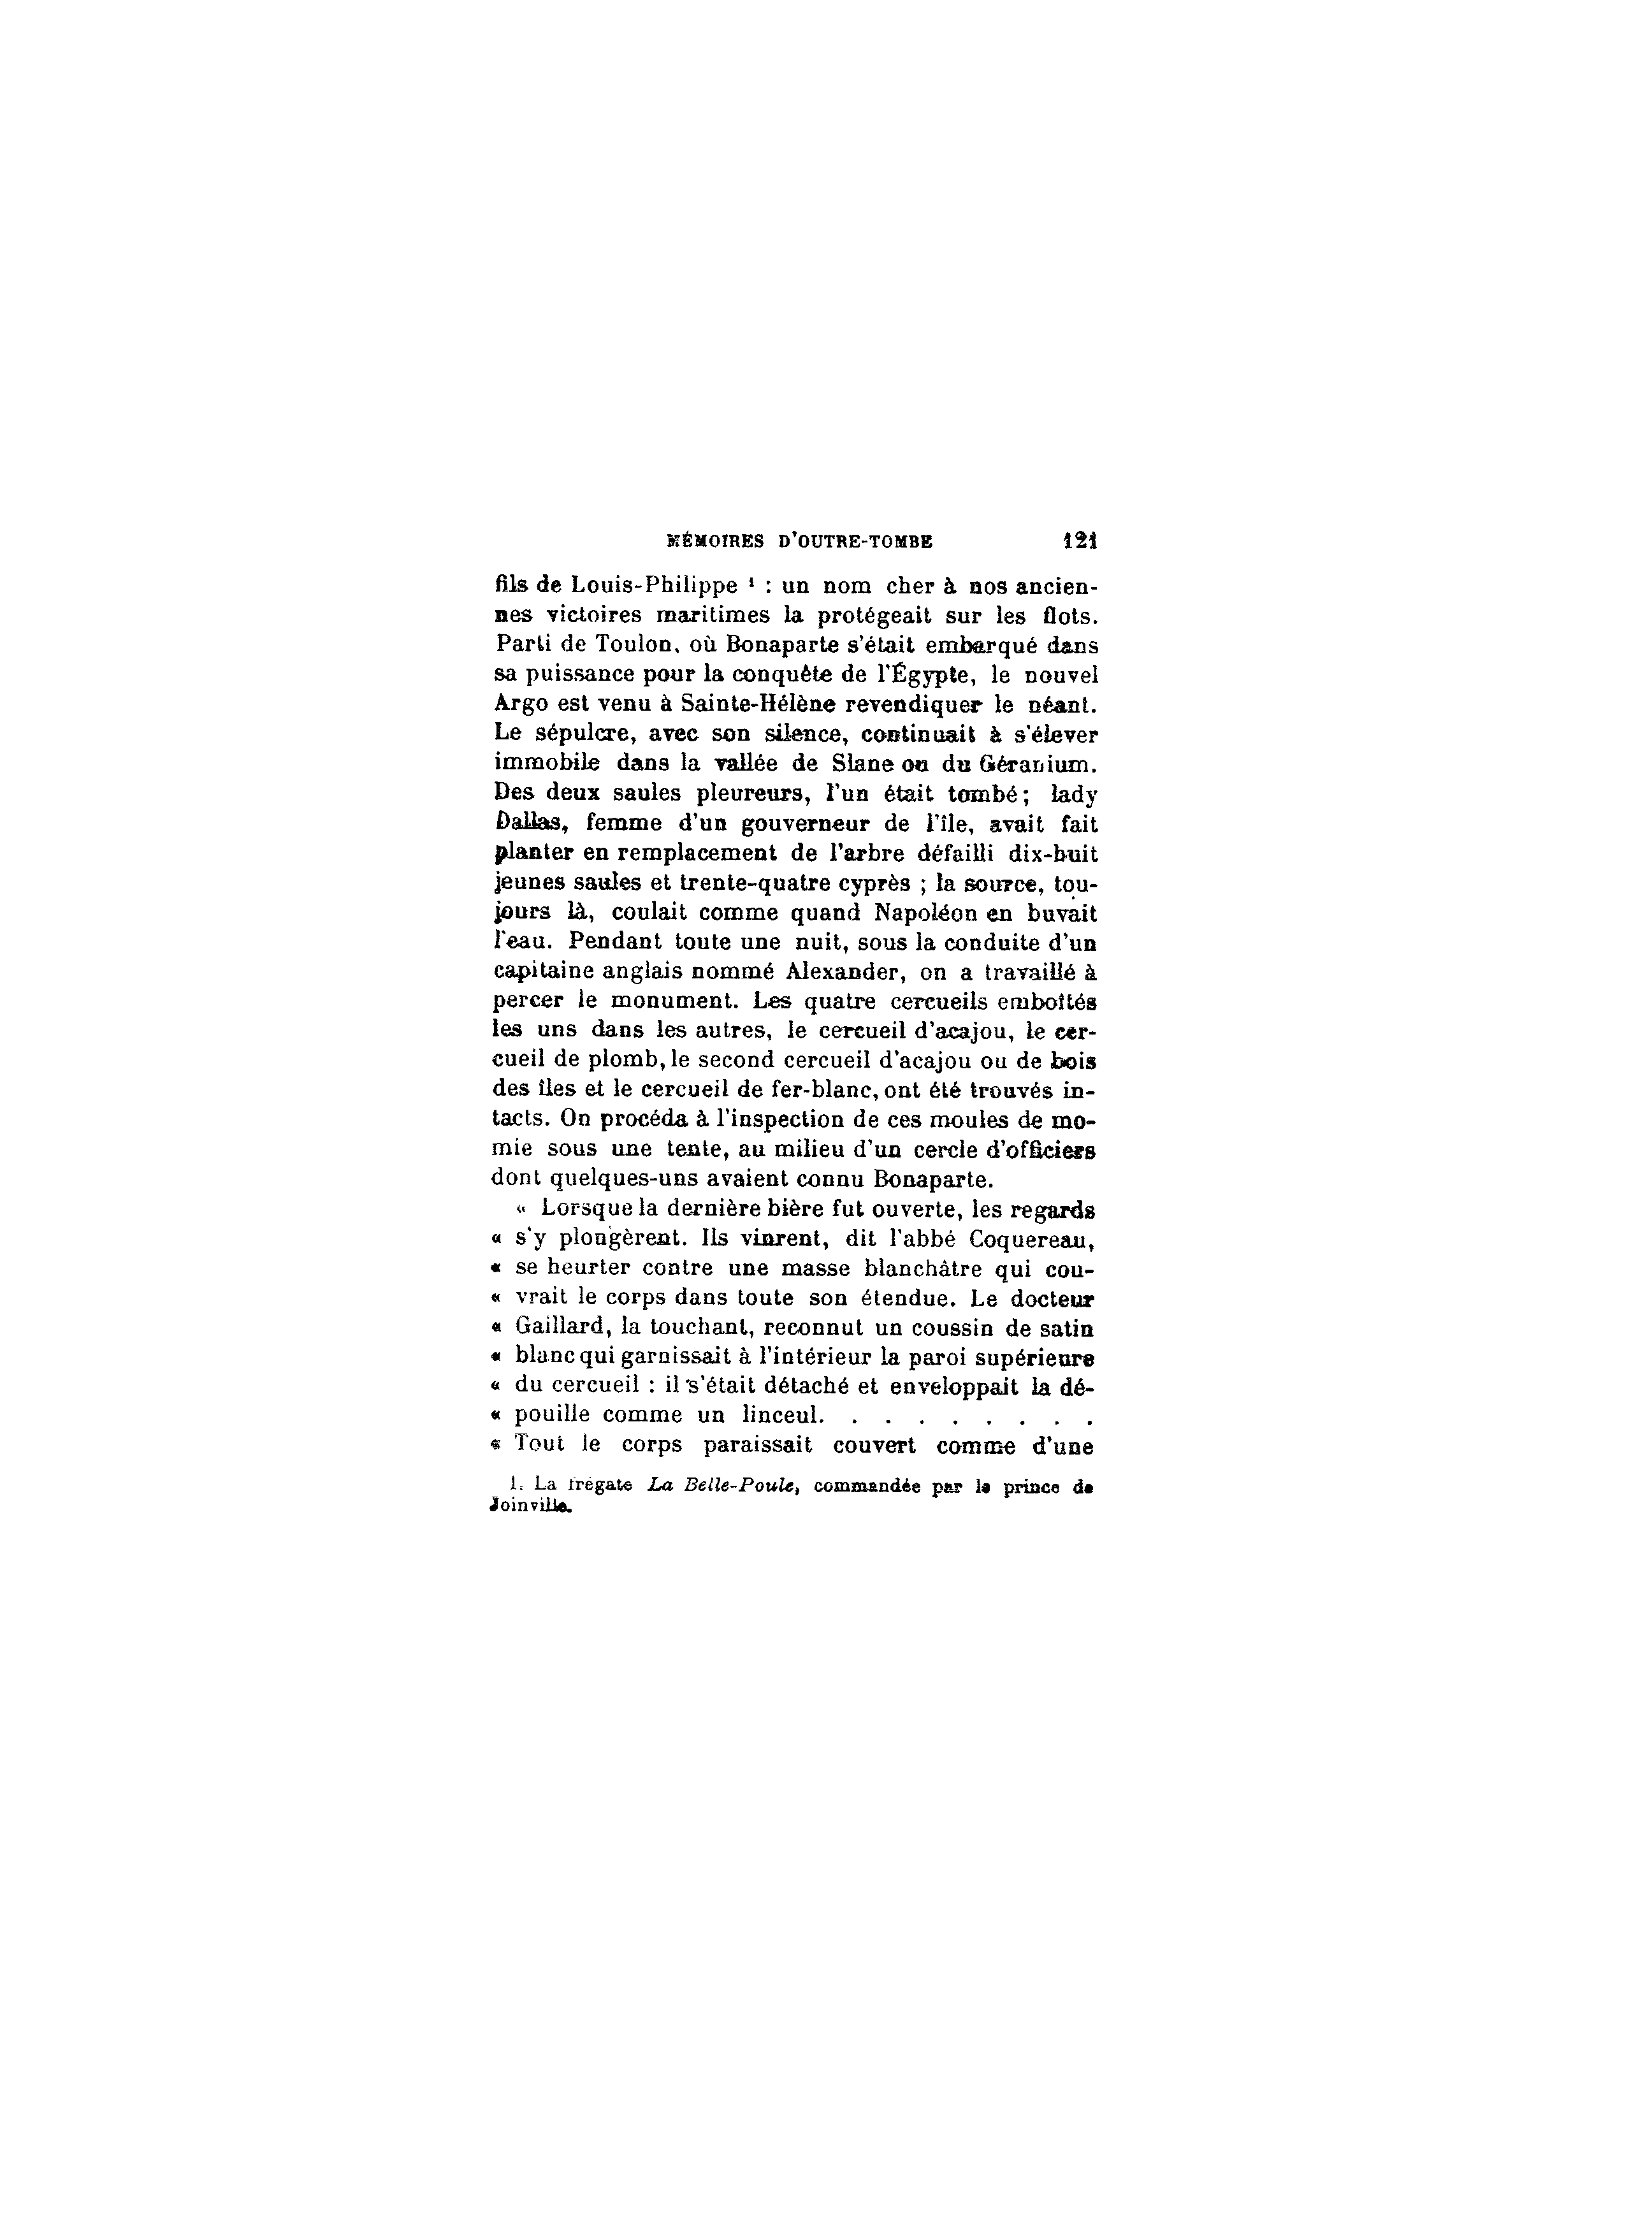 MÉMOIRES D'OUTRE-TOMBE 121
fils de Louis-Philippe ¹ : un nom cher à nos ancien-
nes victoires maritimes la protégeait sur les flots.
Parti de Toulon, où Bonaparte s'était embarqué dans
sa puissance pour la conquête de l'Égypte, le nouvel
Argo est venu à Sainte-Hélène revendiquer le néant.
Le sépulcre, avec son silence, continuait à s'élever
immobile dans la vallée de Slane ou du Géranium.
Des deux saules pleureurs, l'un était tombé; lady
Dallas, femme d'un gouverneur de l'île, avait fait
planter en remplacement de l'arbre défailli dix-huit
jeunes saules et trente-quatre cyprès ; la source, tou-
jours là, coulait comme quand Napoléon en buvait
l'eau. Pendant toute une nuit, sous la conduite d'un
capitaine anglais nommé Alexander, on a travaillé à
percer le monument. Les quatre cercueils emboîtés
les uns dans les autres, le cercueil d'acajou, le cer-
cueil de plomb, le second cercueil d'acajou ou de bois
des îles et le cercueil de fer-blanc, ont été trouvés in-
tacts. On procéda à l'inspection de ces moules de mo-
mie sous une tente, au milieu d'un cercle d'officiers
dont quelques-uns avaient connu Bonaparte.
« Lorsque la dernière bière fut ouverte, les regards
« s'y plongèrent. Ils vinrent, dit l'abbé Coquereau,
« se heurter contre une masse blanchâtre qui cou-
« vrait le corps dans toute son étendue. Le docteur
« Gaillard, la touchant, reconnut un coussin de satin
« blanc qui garnissait à l'intérieur la paroi supérieure
« du cercueil : il s'était détaché et enveloppait la dé-
« pouille comme un linceul. . . . . . . . .
« Tout le corps paraissait couvert comme d'une
1. La frégate La Belle-Poule, commandée par le prince de
Joinville.